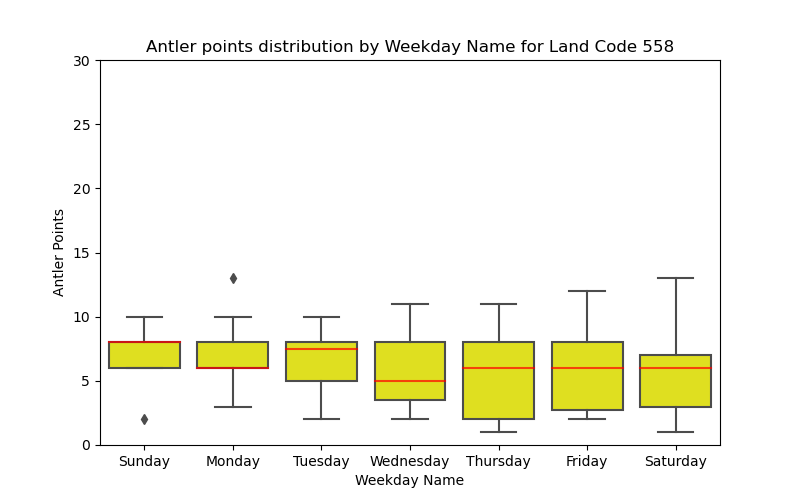 Antler points distribution by Weekday Name for Land Code 558
30
25
20
15
10
5
0
Antler Points
Sunday Monday Tuesday Wednesday Thursday Friday Saturday
Weekday Name